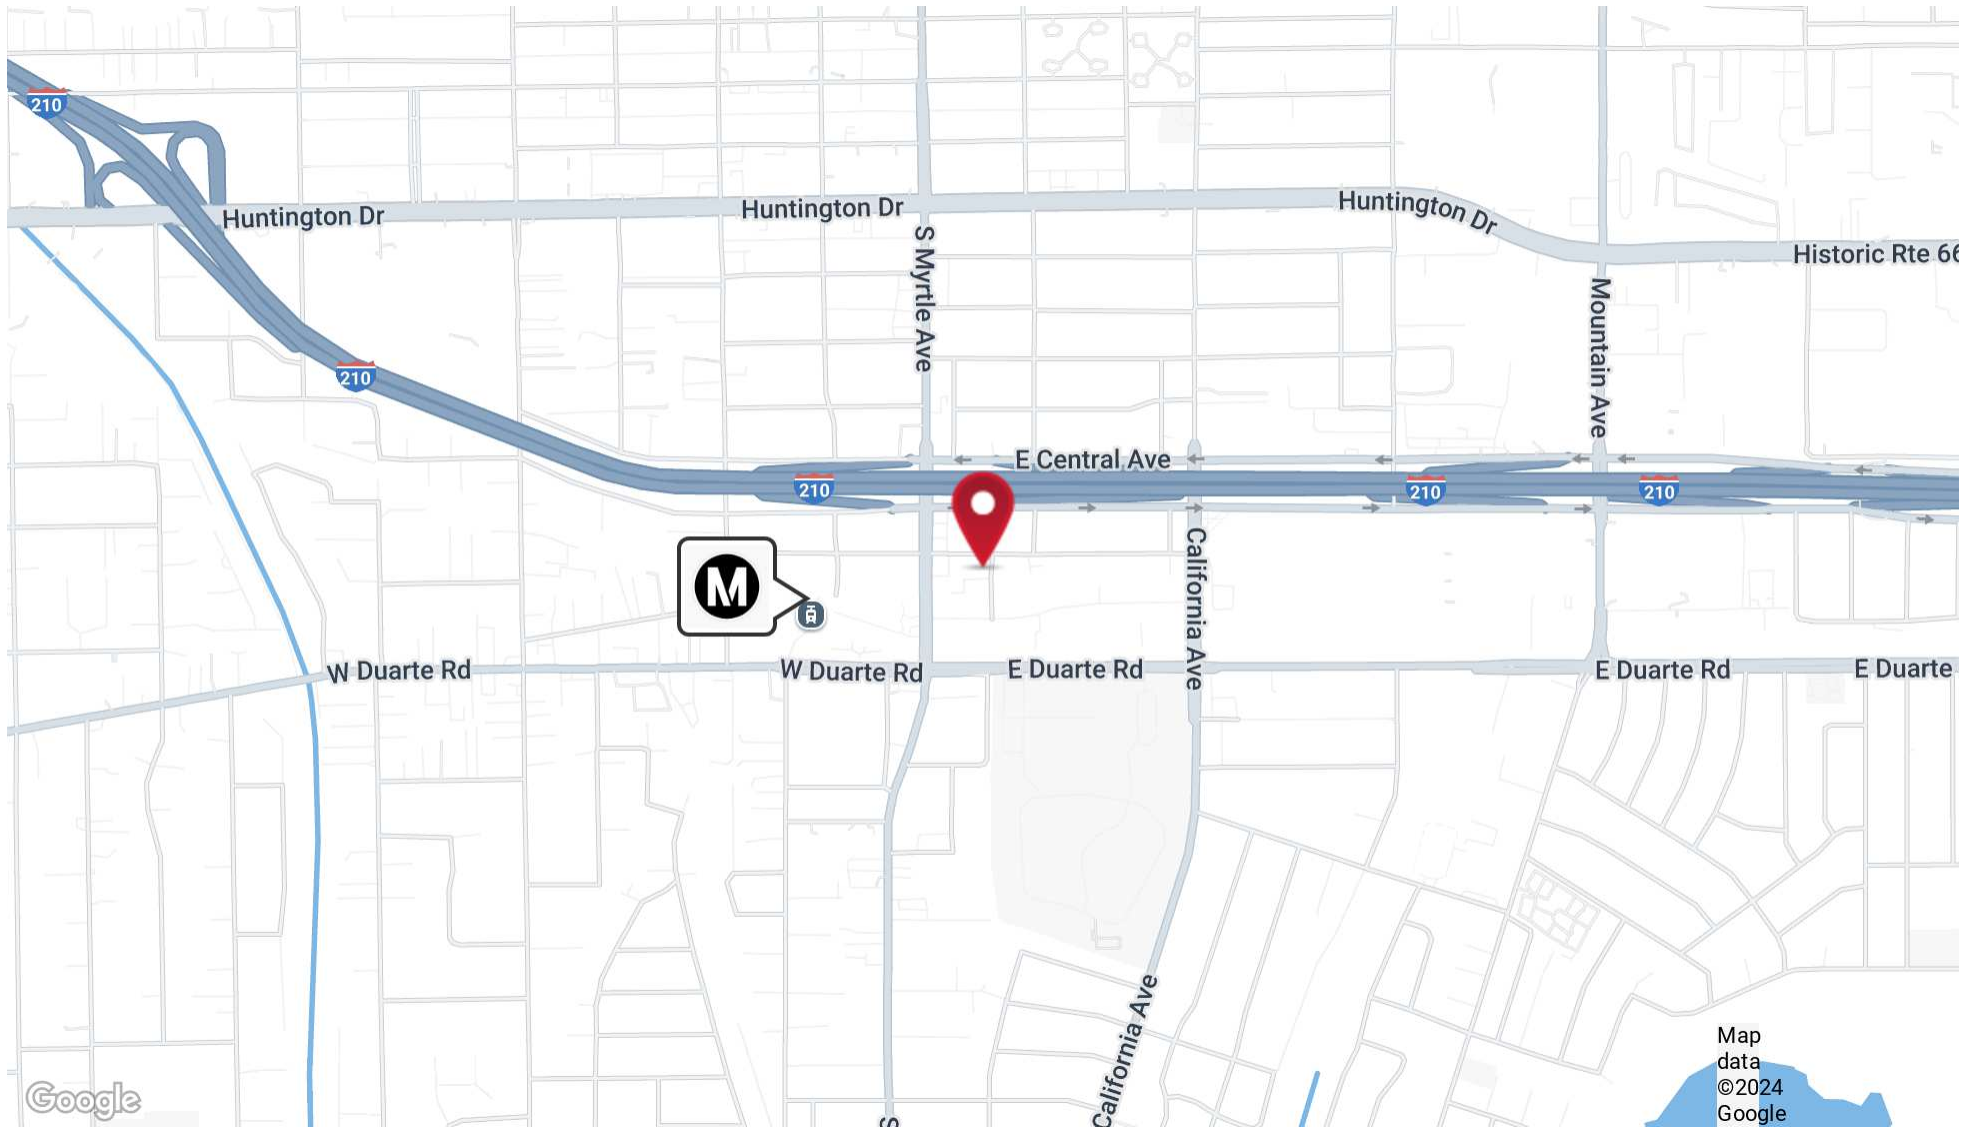 210
Huntington Dr
Huntington Dr
Huntington Dr
S Myrtle Ave
Historic Rte 66
Mountain Ave
210
E Central Ave
210
210
210
M
California Ave
W Duarte Rd
W Duarte Rd
E Duarte Rd
E Duarte Rd
E Duarte
California Ave
Google
S
Map
data
©2024
Google